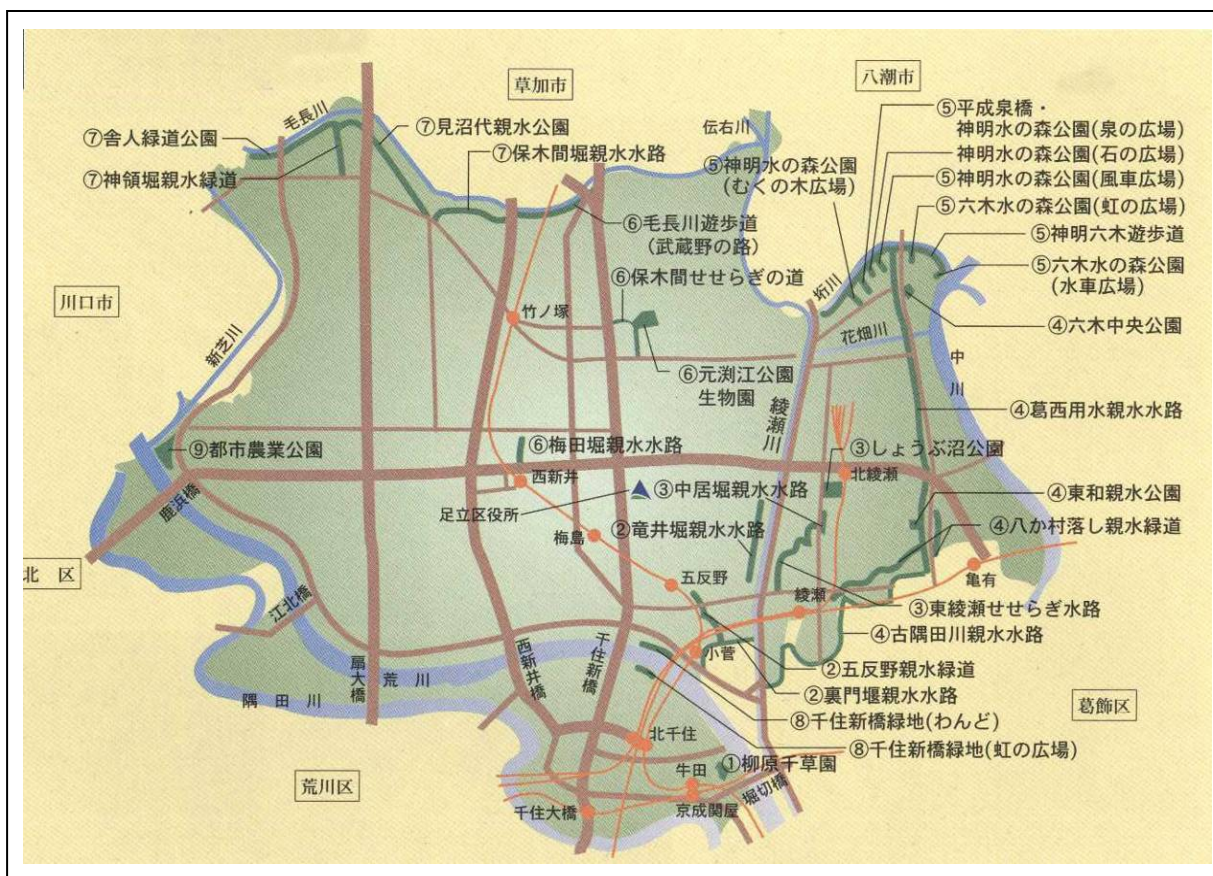 草加市
八潮市
毛長川
伝右川
⑦舎人緑道公園
⑦見沼代親水公園
⑦保木間堀親水水路
⑦神領堀親水緑道
⑤平成泉橋・
神明水の森公園(泉の広場)
神明水の森公園(石の広場)
⑤神明水の森公園
(むくの木広場)
⑤神明水の森公園(風車広場)
⑤六木水の森公園(虹の広場)
⑤神明六木遊歩道
⑤六木水の森公園
(水車広場)
⑥毛長川遊歩道
(武蔵野の路)
⑥保木間せせらぎの道
川口市
新芝川
竹ノ塚
垳川
花畑川
④六木中央公園
中川
⑥元渕江公園
生物園
綾瀬川
④葛西用水親水水路
⑨都市農業公園
⑥梅田堀親水水路
③しょうぶ沼公園
北綾瀬
西新井
鹿浜橋
足立区役所
③中居堀親水水路
④東和親水公園
梅島
②竜井堀親水水路
④八か村落し親水緑道
北区
五反野
亀有
綾瀬
③東綾瀬せせらぎ水路
江北橋
④古隅田川親水水路
小菅
扇大橋
荒川
西新井橋
千住新橋
②五反野親水緑道
隅田川
②裏門堰親水水路
葛飾区
⑧千住新橋緑地(わんど)
北千住
⑧千住新橋緑地(虹の広場)
荒川区
牛田
①柳原千草園
堀切橋
千住大橋
京成関屋